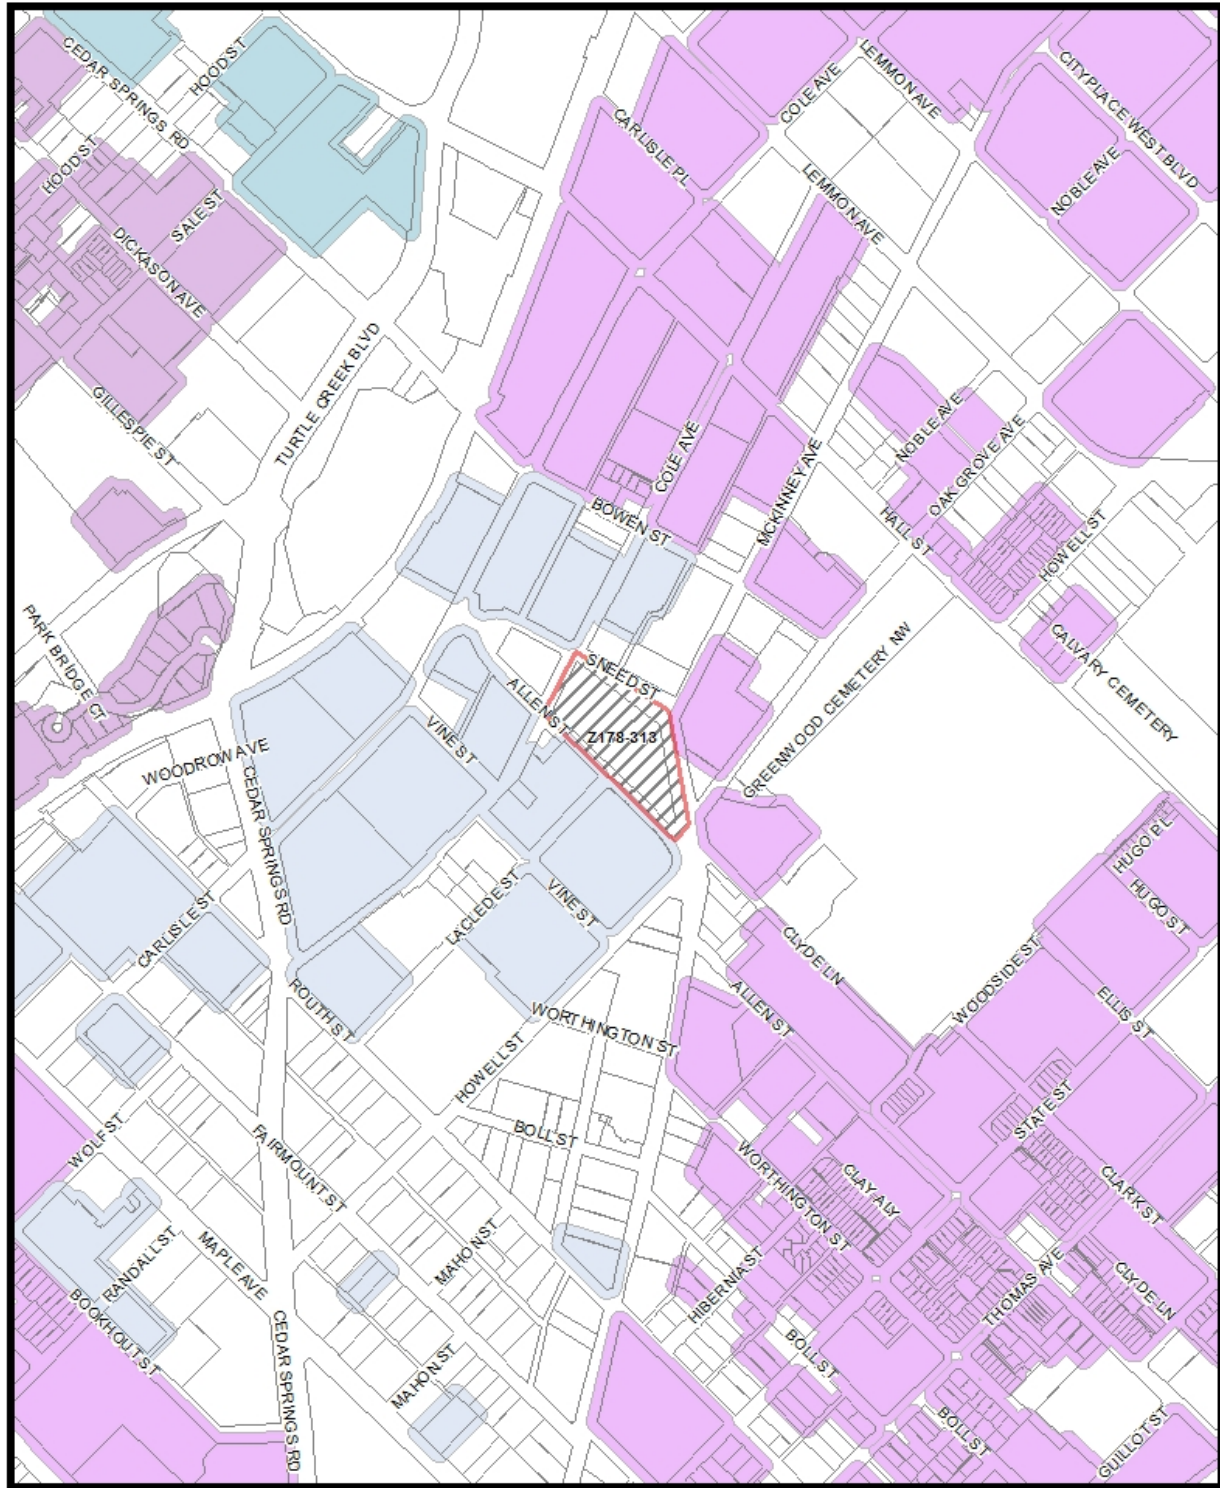 CEDAR SPRINGS RD
HOOD ST
COLE AVE
LEMMON AVE
CITYPLACE WEST BLVD
CARLISLE PL
HOOD ST
SALE ST
LEMMON AVE
NOBLE AVE
DICKASON AVE
TURTLE CREEK BLVD
GILLESPIE ST
COLE AVE
MCKINNEY AVE
NOBLE AVE
OAK GROVE AVE
BOWEN ST
HALL ST
HOWELL ST
PARK BRIDGE CT
SNEED ST
CALVARY CEMETERY
ALLEN ST
Z178-313
GREENWOOD CEMETERY NW
VINE ST
WOODROW AVE
CEDAR SPRINGS RD
HUGO PL
HUGO ST
CARLISLE ST
LACLEDE ST
VINE ST
CLYDE LN
WOODSIDE ST
ROUTH ST
ALLEN ST
ELLIS ST
WORTHINGTON ST
HOWELL ST
STATE ST
WOLF ST
FAIRMOUNT ST
BOLL ST
WORTHINGTON ST
CLAY ALY
CLARK ST
RANDALL ST
MAPLE AVE
MAHON ST
HIBERNIA ST
THOMAS AVE
CLYDE LN
BOOKHOUT ST
CEDAR SPRINGS RD
MAHON ST
BOLL ST
BOLL ST
GUILLOT ST